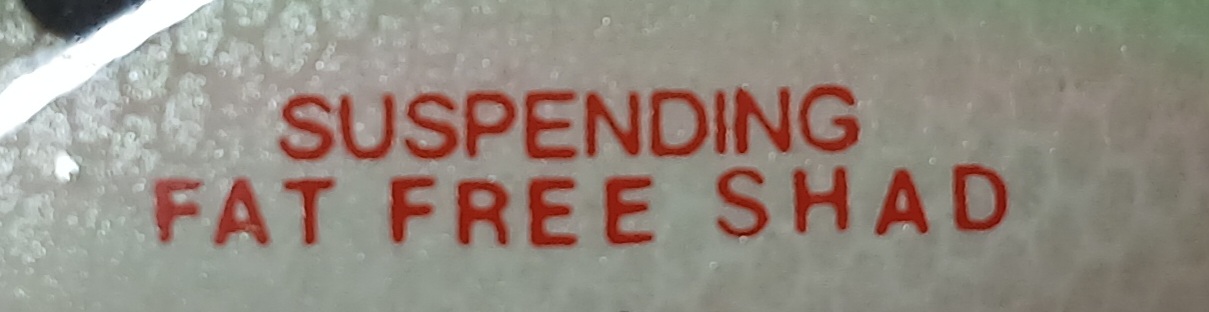 SUSPENDING
FAT FREE SHAD